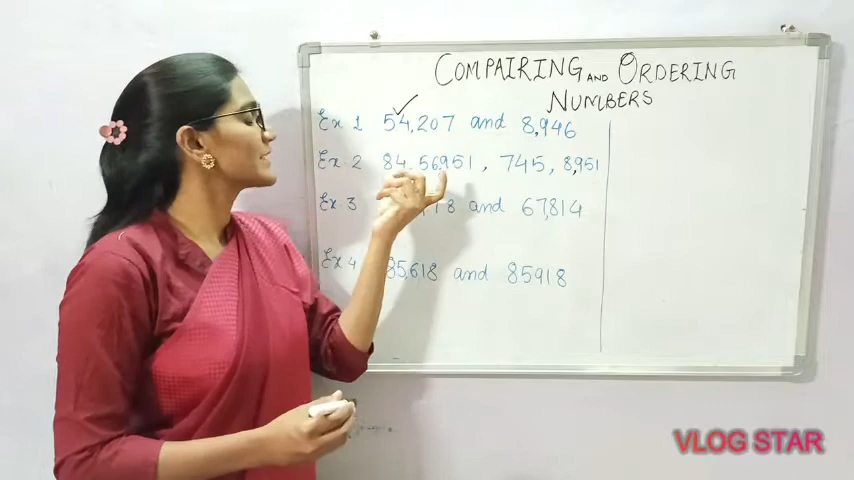 COMPAIRING AND ORDERING
NUMBERS
Ex 1 54,207 and 8,946
Ex 2 84,56951, 745, 8,951
Ex 3 and 67,814
Ex 4 85,618 and 85918
VLOG STAR